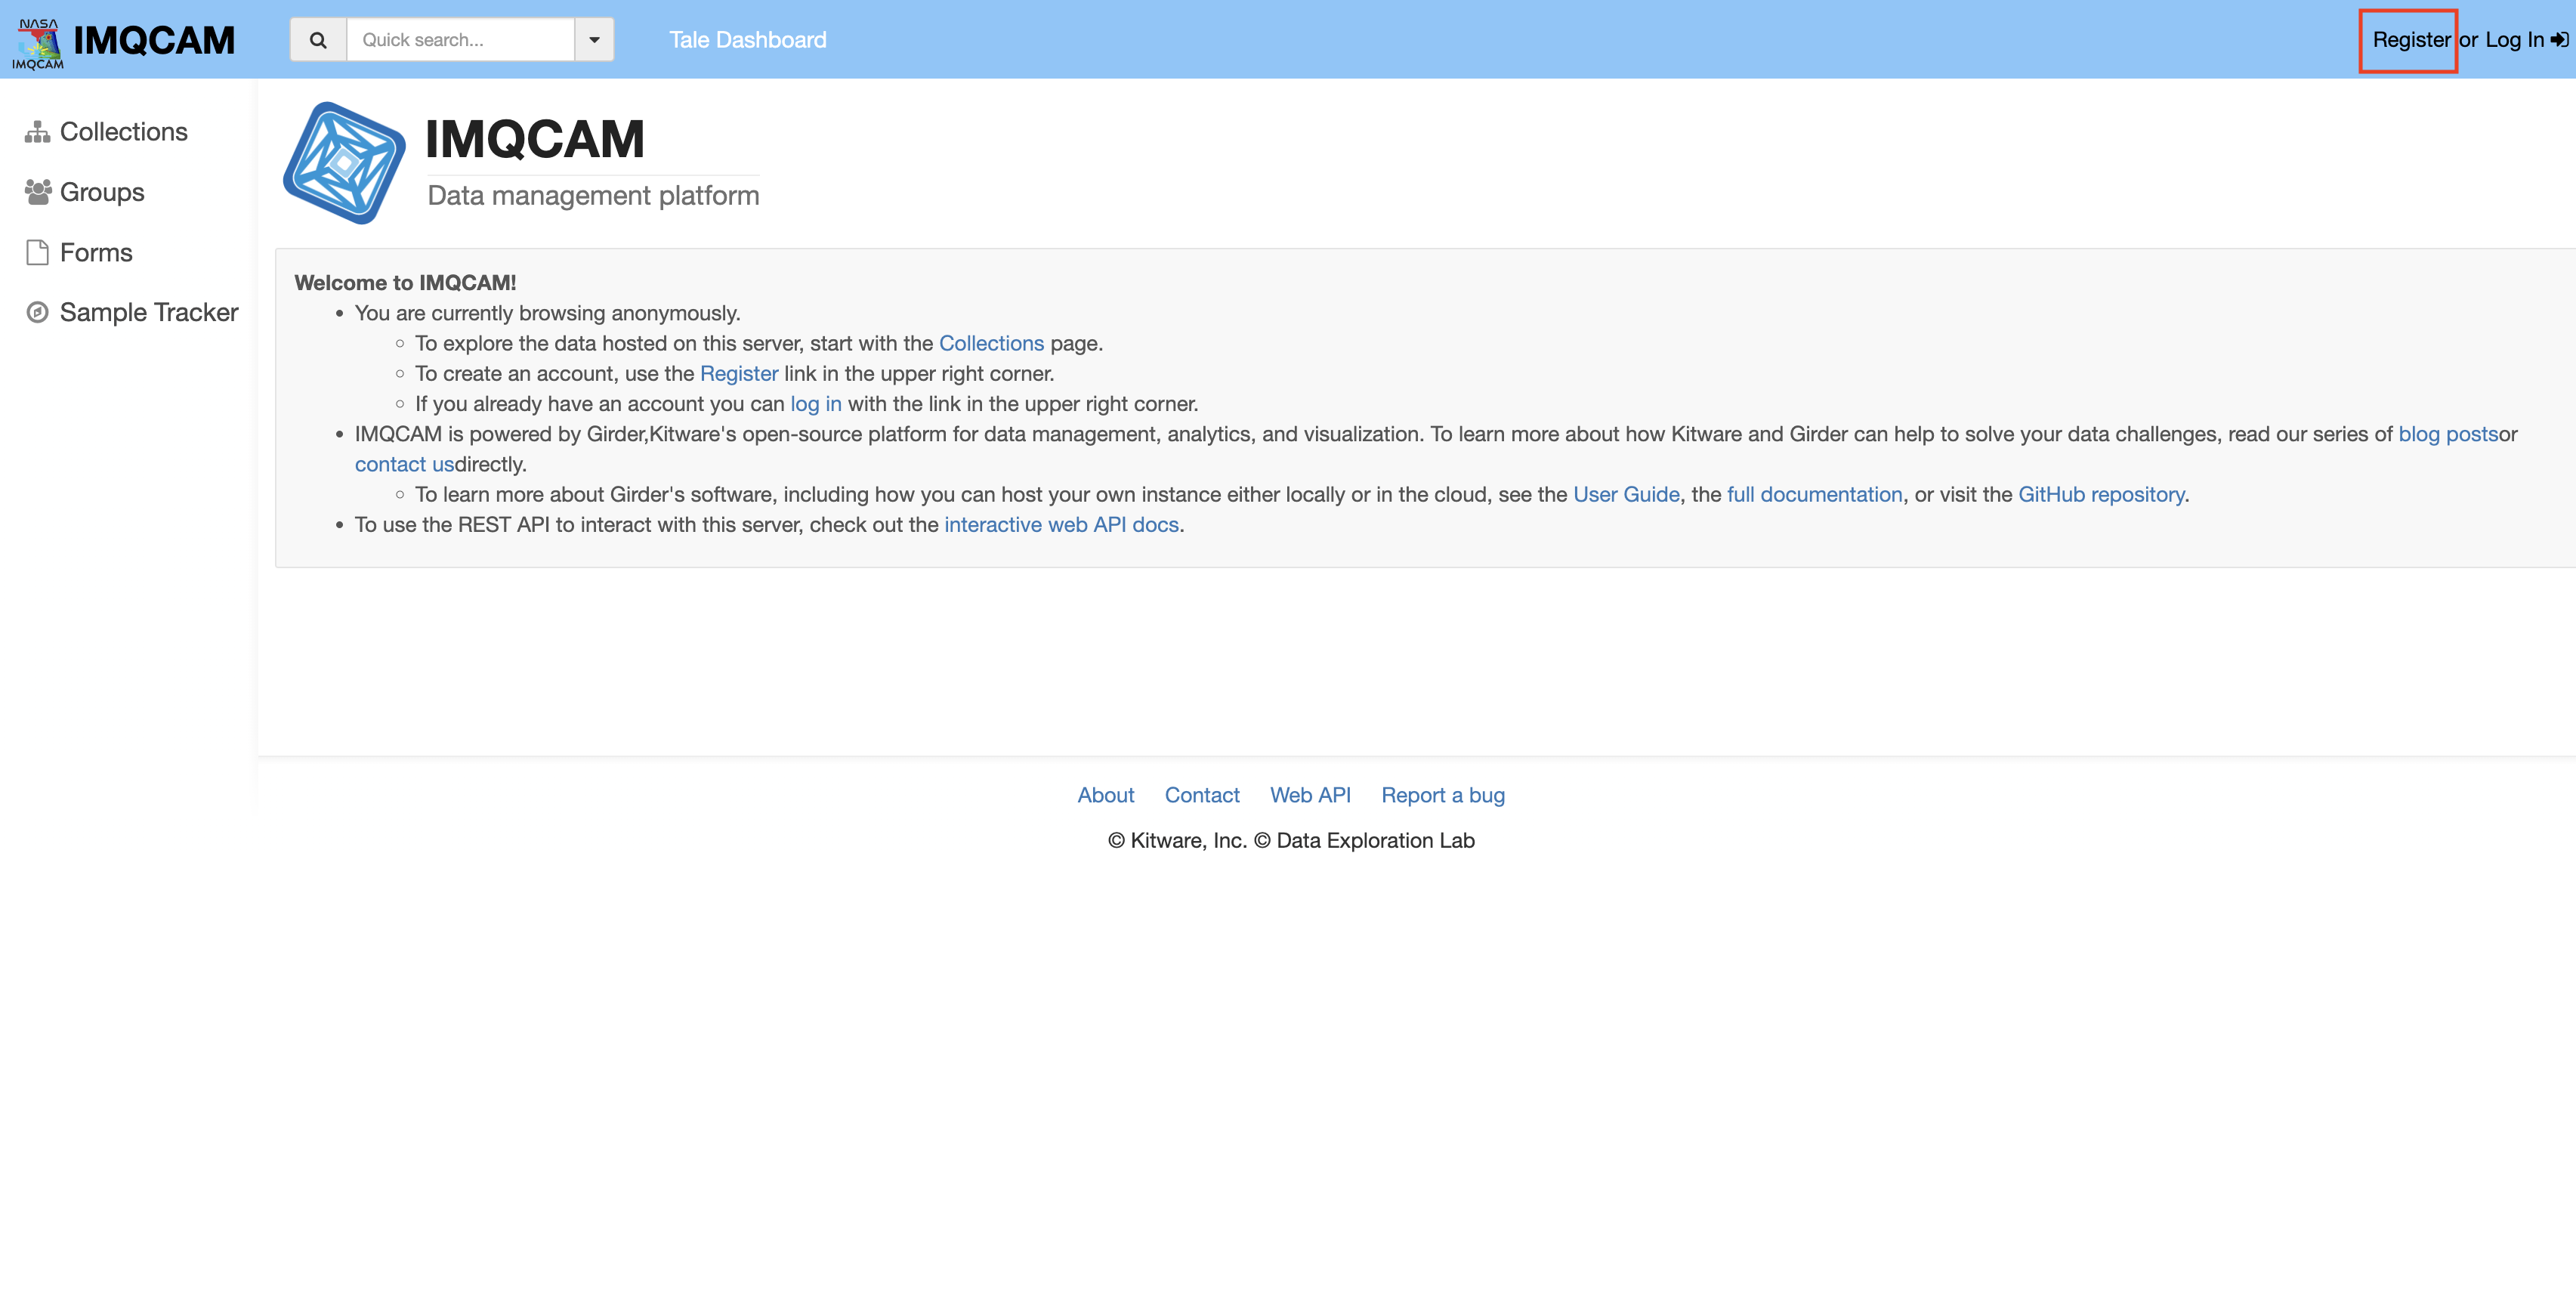 NASA
IMQCAM
IMQCAM
Quick search...
Tale Dashboard
Register or Log In
Collections
Groups
Forms
Sample Tracker
IMQCAM
Data management platform
Welcome to IMQCAM!
You are currently browsing anonymously.
To explore the data hosted on this server, start with the Collections page.
To create an account, use the Register link in the upper right corner.
If you already have an account you can log in with the link in the upper right corner.
IMQCAM is powered by Girder,Kitware's open-source platform for data management, analytics, and visualization. To learn more about how Kitware and Girder can help to solve your data challenges, read our series of blog postsor
contact usdirectly.
To learn more about Girder's software, including how you can host your own instance either locally or in the cloud, see the User Guide, the full documentation, or visit the GitHub repository.
To use the REST API to interact with this server, check out the interactive web API docs.
About Contact Web API Report a bug
© Kitware, Inc. © Data Exploration Lab